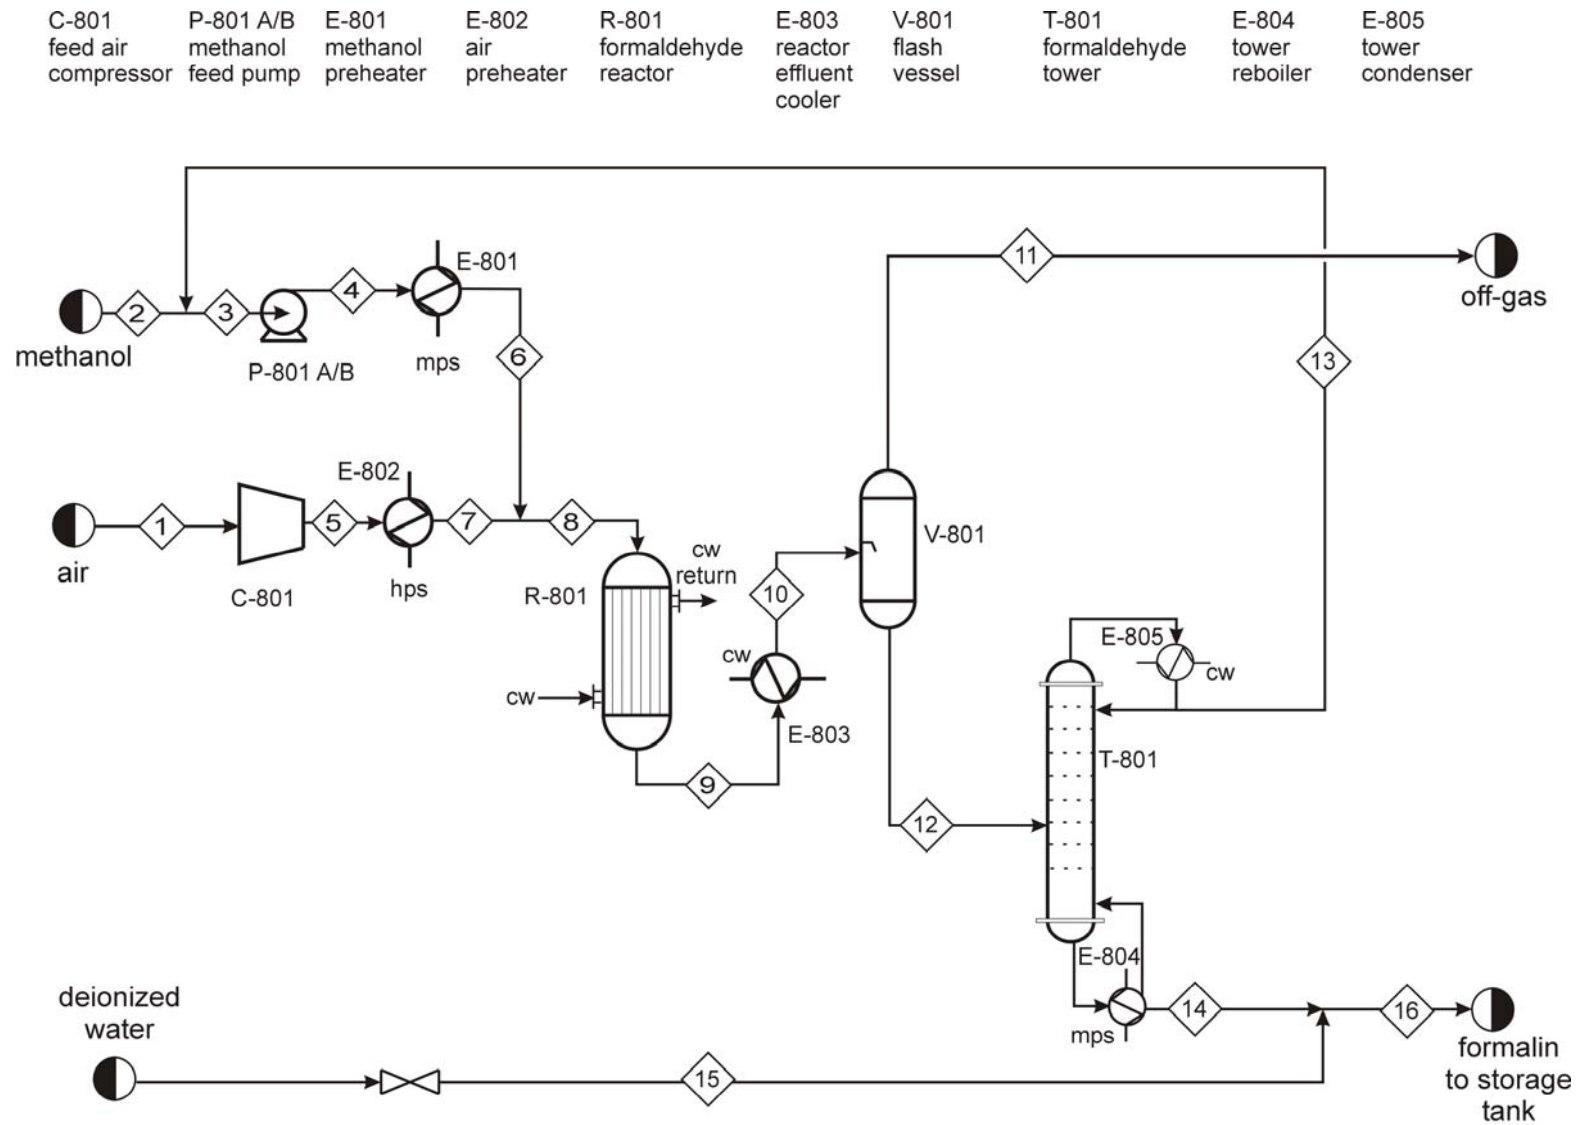 C-801
feed air
compressor
P-801 A/B
methanol
feed pump
E-801
methanol
preheater
E-802
air
preheater
R-801
formaldehyde
reactor
E-803
reactor
effluent
cooler
V-801
flash
vessel
T-801
formaldehyde
tower
E-804
tower
reboiler
E-805
tower
condenser
11
off-gas
E-801
4
2
3
methanol
P-801 A/B
mps
6
13
E-802
1
5
7
8
air
C-801
hps
R-801
cw
return
10
V-801
cw
cw
E-803
9
E-805
cw
T-801
12
E-804
mps
14
16
formalin
to storage
tank
deionized
water
15